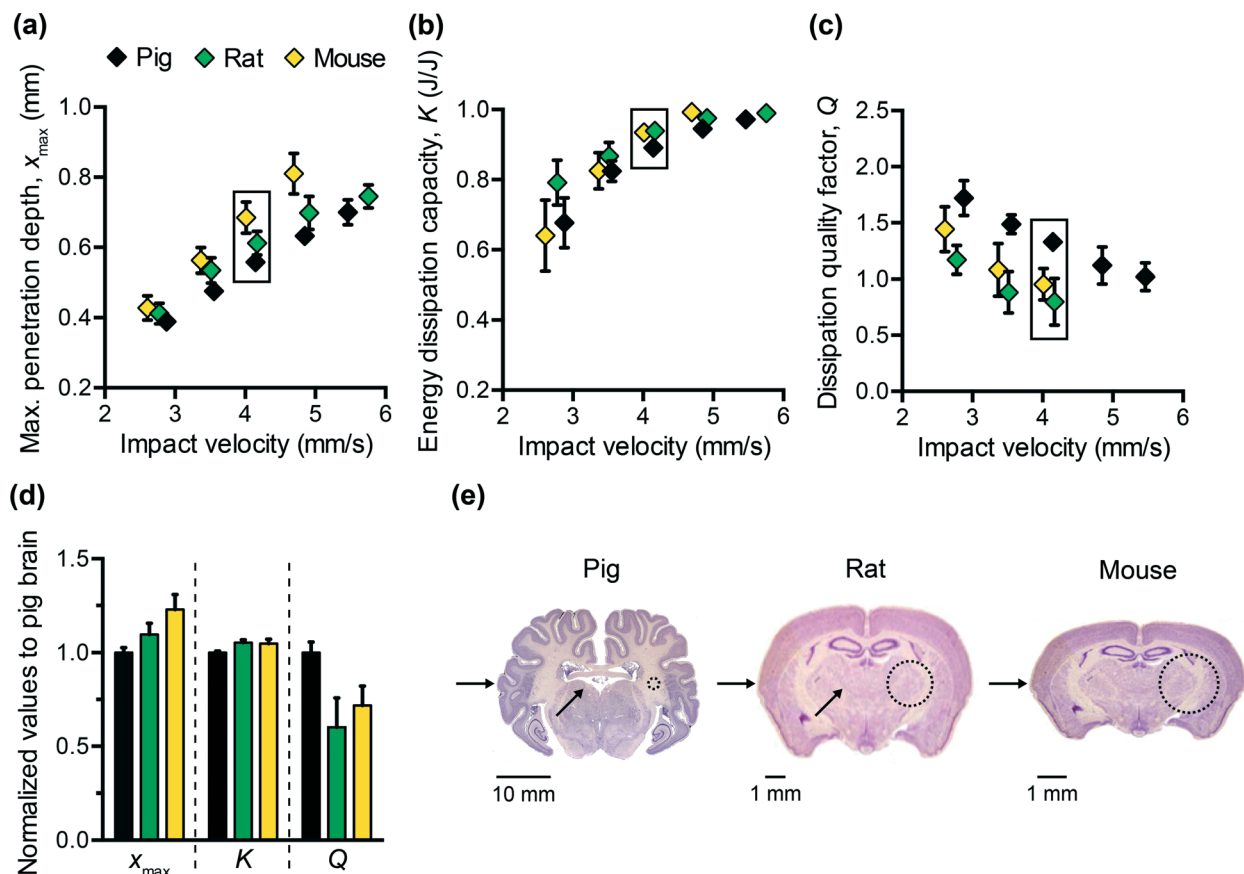 (a)
Pig Rat Mouse
Max. penetration depth, xmax (mm)
1.0
0.8
0.6
0.4
0.2
2 3 4 5 6
Impact velocity (mm/s)
(b)
Energy dissipation capacity, K (J/J)
1.0
0.8
0.6
0.4
0.2
2 3 4 5 6
Impact velocity (mm/s)
(c)
Dissipation quality factor, Q
2.5
2.0
1.5
1.0
0.5
0.0
2 3 4 5 6
Impact velocity (mm/s)
(d)
Normalized values to pig brain
1.5
1.0
0.5
0.0
xmax K Q
(e)
Pig Rat Mouse
10 mm 1 mm 1 mm